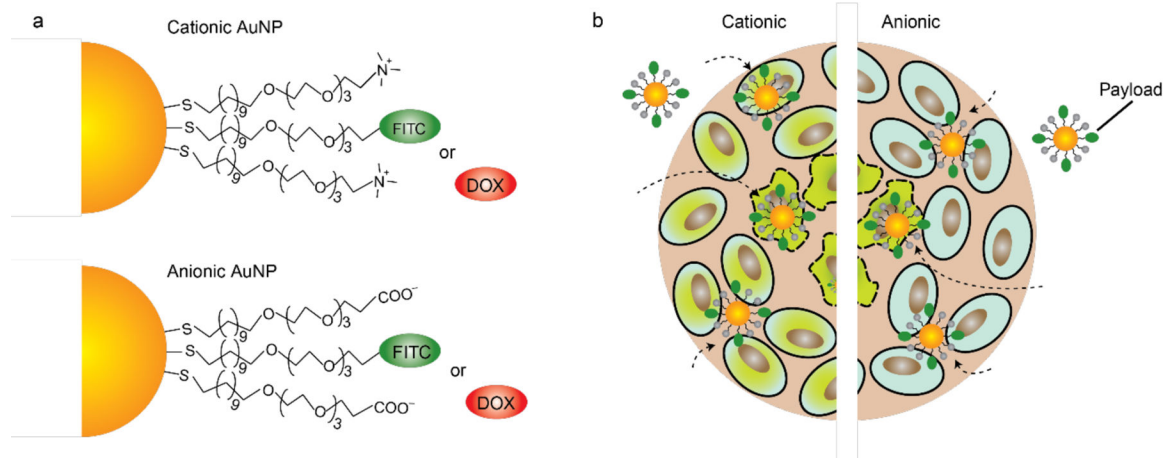 a
Cationic AuNP
S
9
O
O
3
N+
S
9
O
O
3
FITC
or
S
9
O
O
3
N+
DOX
Anionic AuNP
S
9
O
O
3
COO−
S
9
O
O
3
FITC
or
S
9
O
O
3
COO−
DOX
b
Cationic
Anionic
Payload